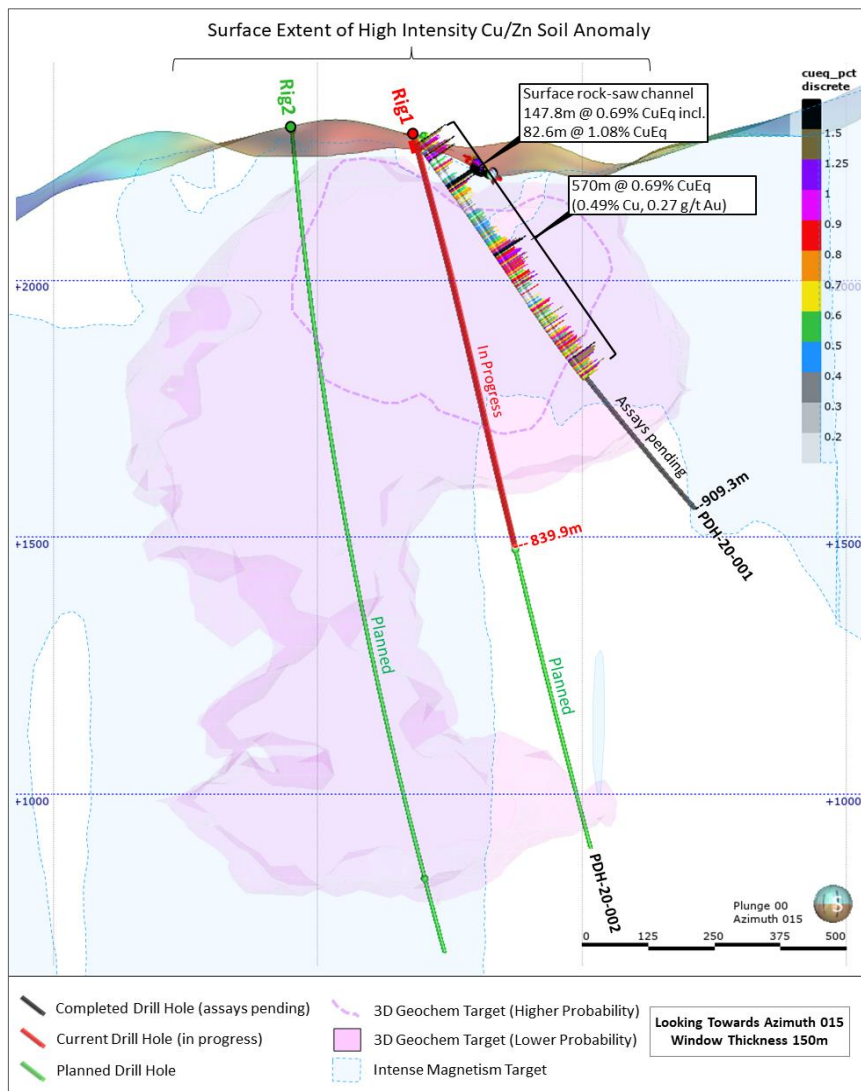 Surface Extent of High Intensity Cu/Zn Soil Anomaly
cueq_pct
discrete
Rig2
Rig1
Surface rock-saw channel
147.8m @ 0.69% CuEq incl.
82.6m @ 1.08% CuEq
570m @ 0.69% CuEq
(0.49% Cu, 0.27 g/t Au)
1.5
1.25
1
0.9
0.8
0.7
0.6
0.5
0.4
0.3
0.2
+2000
+2000
In Progress
Assays pending
909.3m
PDH-20-001
+1500
+1500
839.9m
Planned
Planned
+1000
+1000
PDH-20-002
Plunge 00
Azimuth 015
0 125 250 375 500
Completed Drill Hole (assays pending)
Current Drill Hole (in progress)
Planned Drill Hole
3D Geochem Target (Higher Probability)
3D Geochem Target (Lower Probability)
Intense Magnetism Target
Looking Towards Azimuth 015
Window Thickness 150m